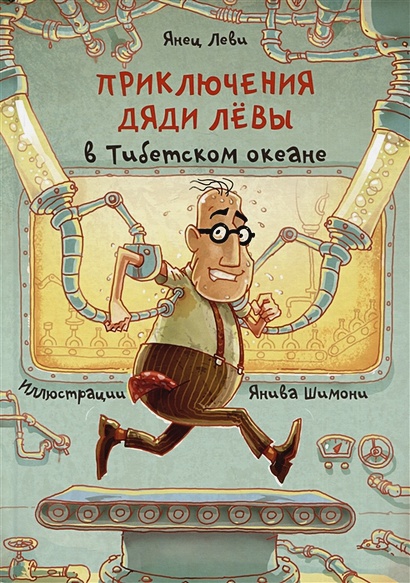 Янец Леви
ПРИКЛЮЧЕНИЯ
ДЯДИ ЛЁВЫ
в Тибетском океане
Иллюстрации Янива Шимони